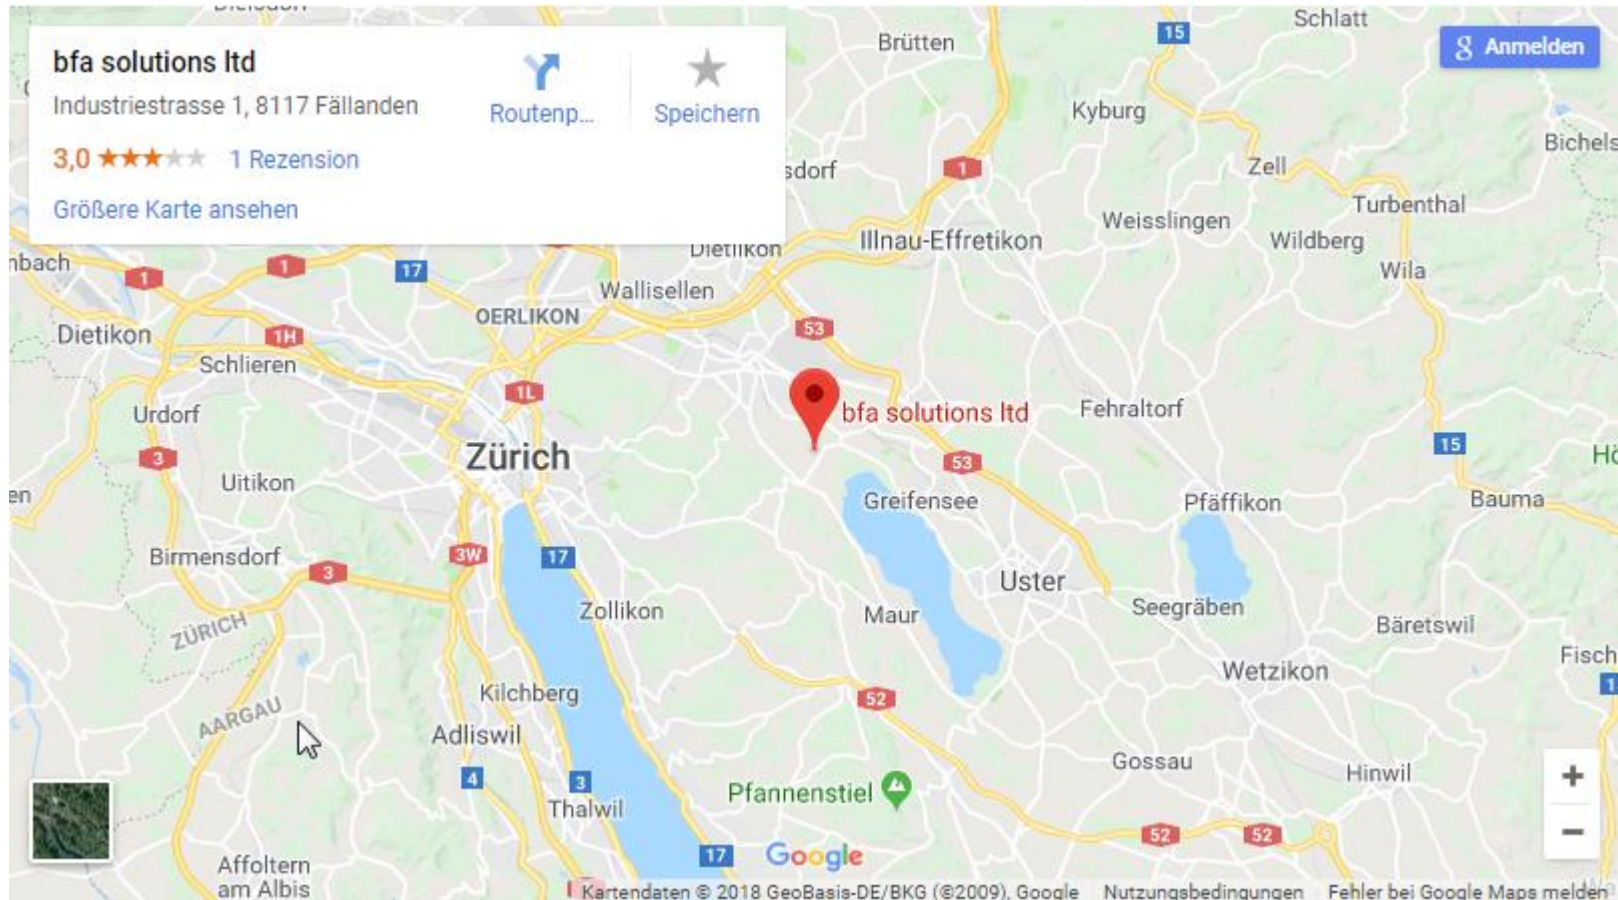 bfa solutions ltd
Industriestrasse 1, 8117 Fällanden
3,0
1 Rezension
Größere Karte ansehen
Routenp...
Speichern
Anmelden
Brütten
Schlatt
15
Kyburg
Bichels
Zell
1
sdorf
Turbenthal
Weisslingen
Illnau-Effretikon
Wildberg
Dietlikon
nbach
1
1
17
Wila
Wallisellen
OERLIKON
Dietikon
1H
53
Schlieren
1L
Urdorf
bfa solutions ltd
Fehraltorf
3
Zürich
53
15
Uitikon
en
Greifensee
Pfäffikon
Bauma
Birmensdorf
3W
17
3
Uster
Zollikon
Maur
Seegräben
ZÜRICH
Bäretswil
Fisch
Wetzikon
Kilchberg
52
AARGAU
Adliswil
Gossau
Hinwil
4
3
Pfannenstiel
Thalwil
52
52
17
Google
Affoltern
am Albis
Kartendaten © 2018 GeoBasis-DE/BKG (©2009), Google
Nutzungsbedingungen
Fehler bei Google Maps melden